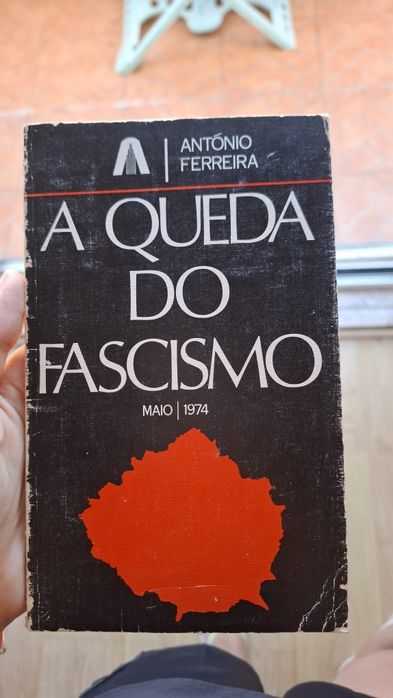 ANTÓNIO
FERREIRA
A QUEDA
DO
FASCISMO
MAIO | 1974